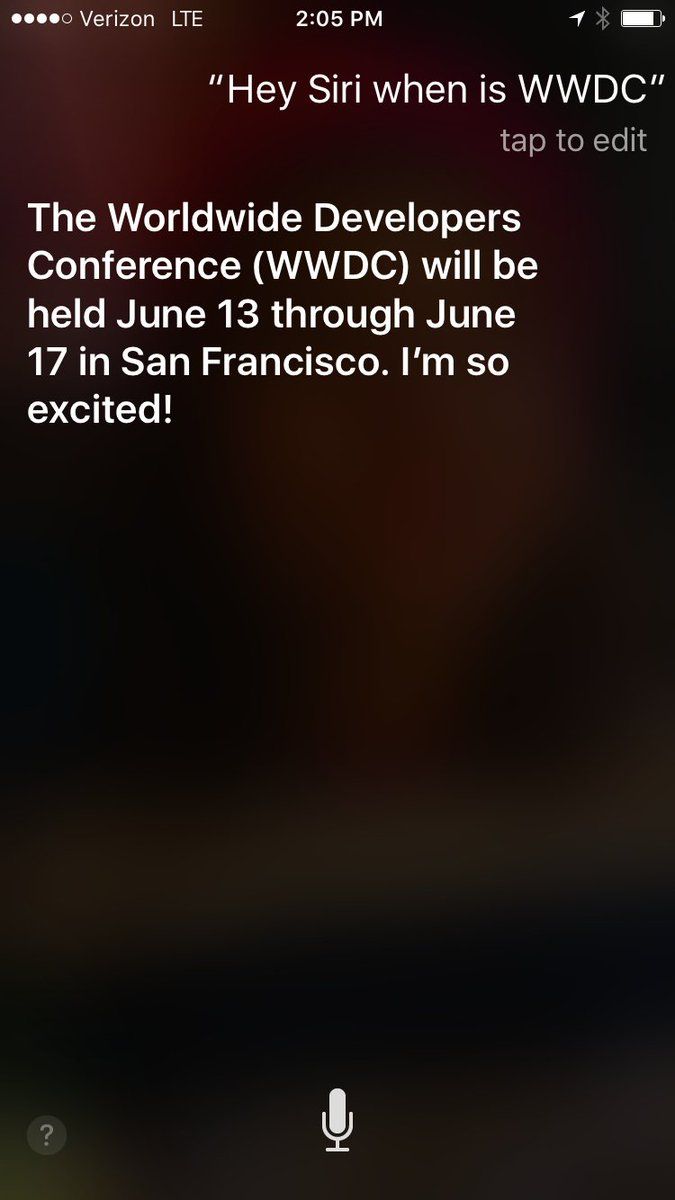 Verizon LTE 2:05 PM
“Hey Siri when is WWDC”
tap to edit
The Worldwide Developers
Conference (WWDC) will be
held June 13 through June
17 in San Francisco. I’m so
excited!
?